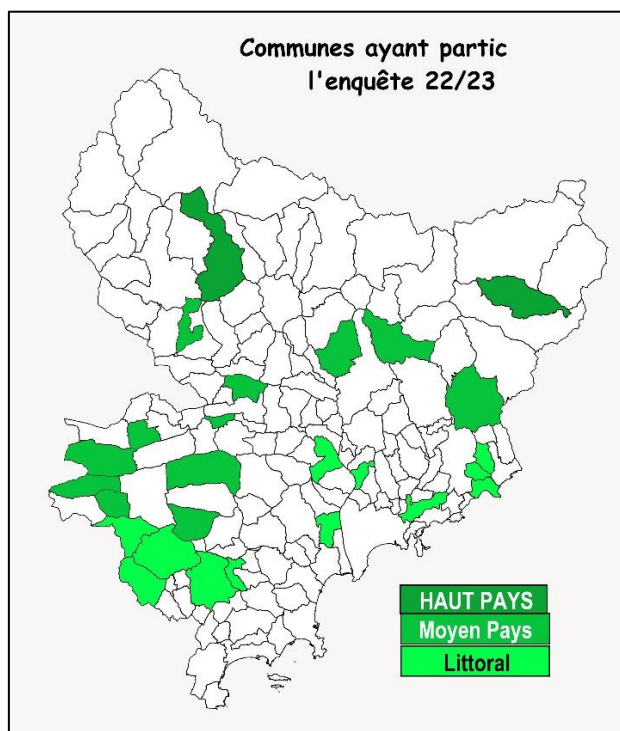 Communes ayant partic
l'enquête 22/23
HAUT PAYS
Moyen Pays
Littoral